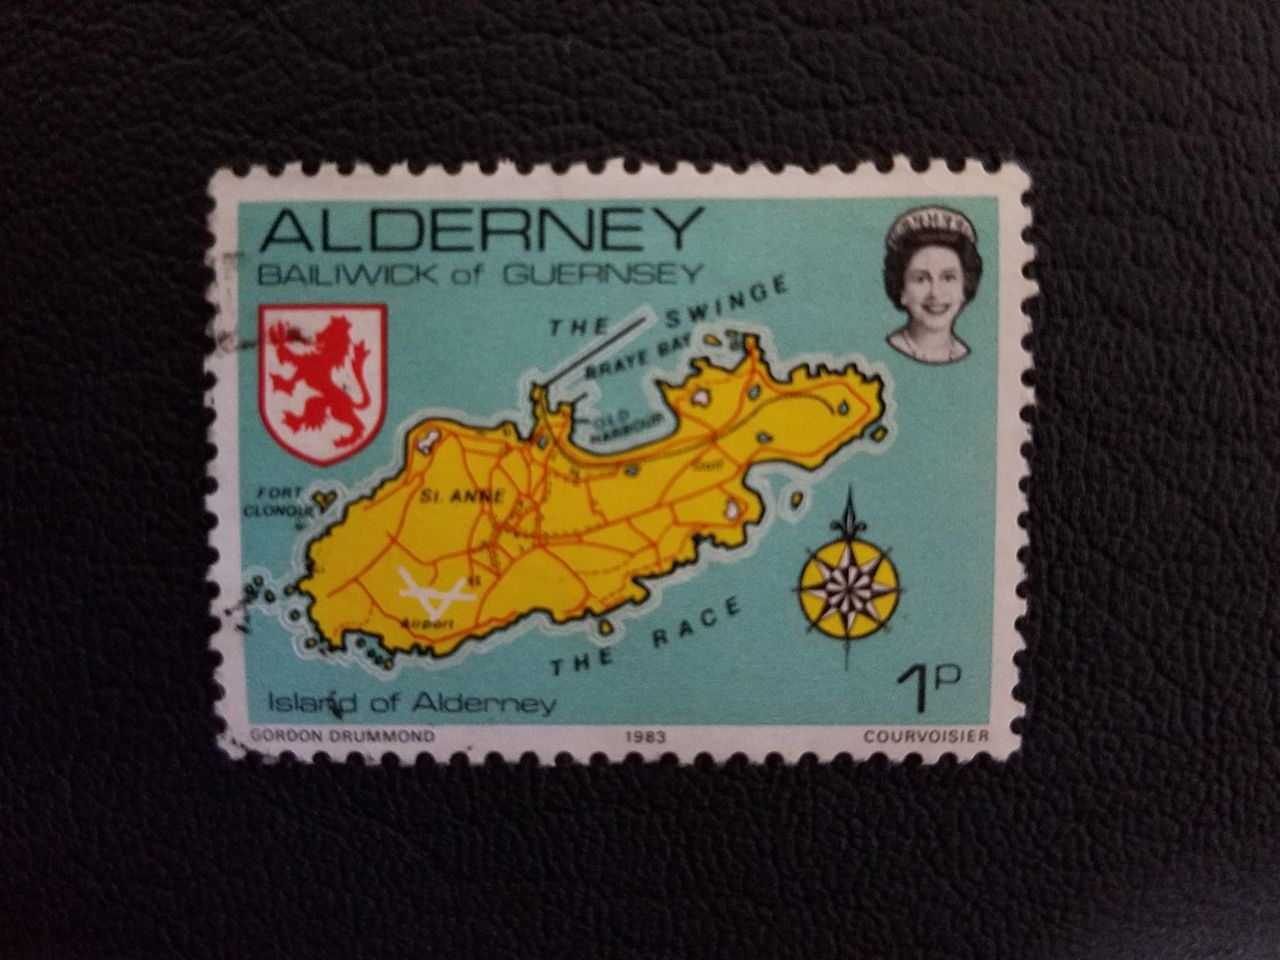 ALDERNEY
BAILIWICK of GUERNSEY
THE SWINGE
BRAYE BAY
OLD
HARBOUR
FORT
CLONQUE
St. ANNE
Airport
THE RACE
1P
Island of Alderney
GORDON DRUMMOND 1983 COURVOISIER